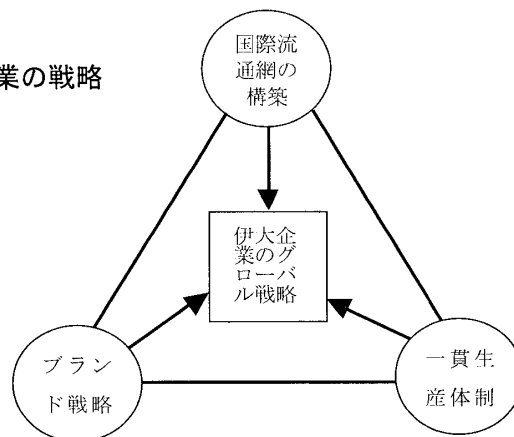 業の戦略
国際流
通網の
構築
伊大企
業のグ
ローバ
ル戦略
ブラン
ド戦略
一貫生
産体制